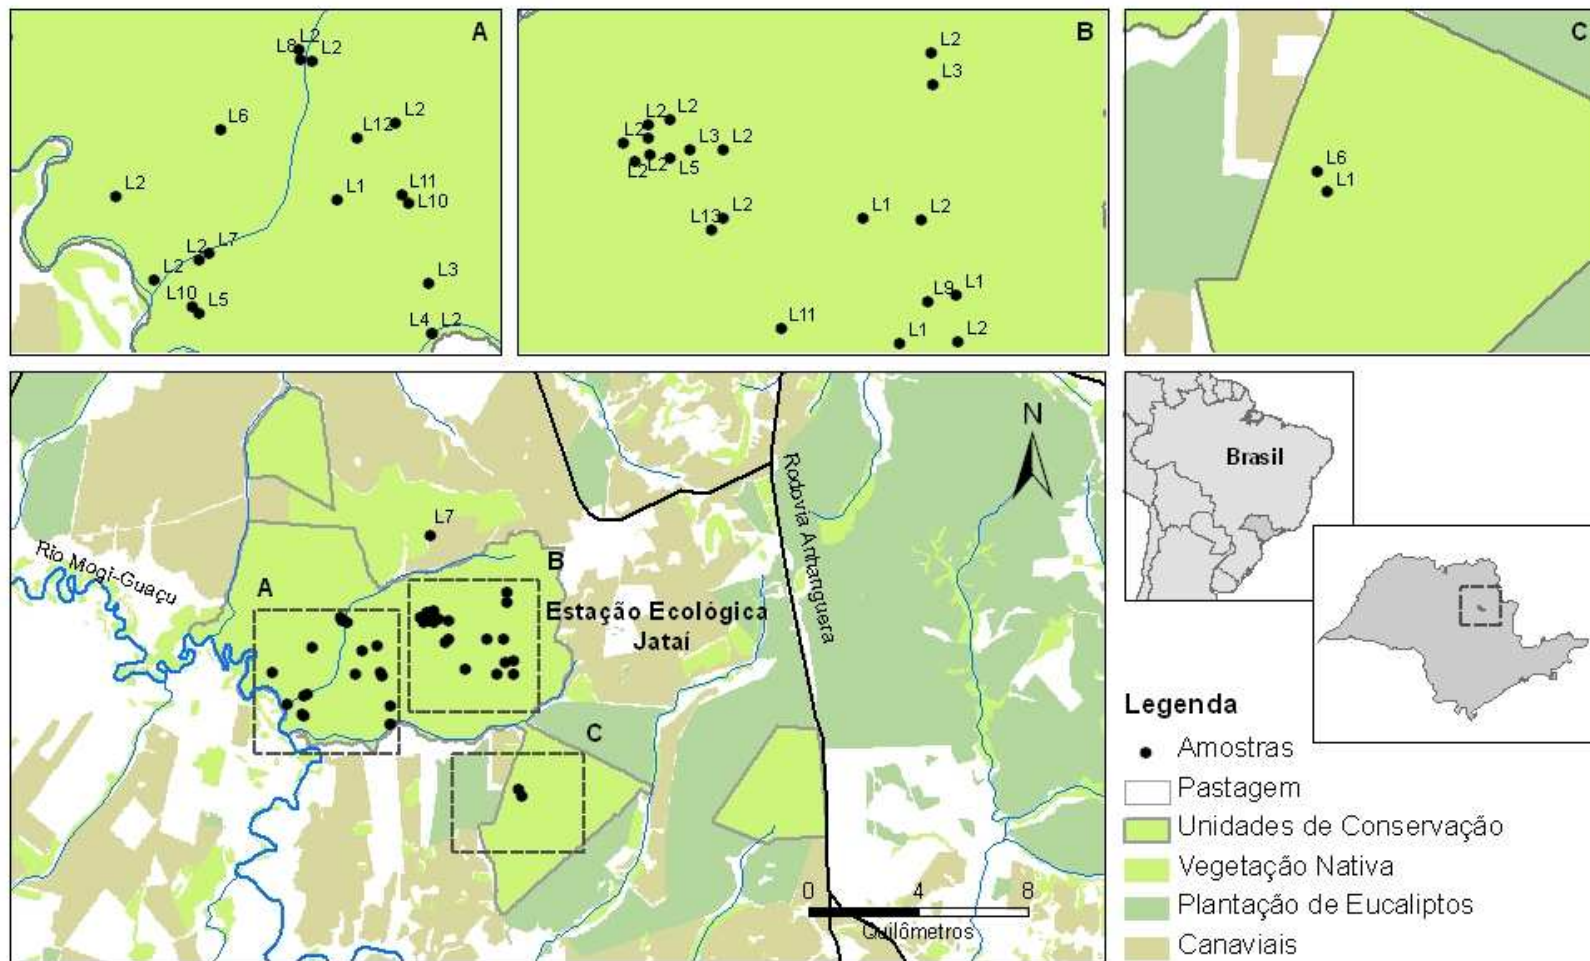 A
L2
L8
L2
L6
L12
L2
L2
L1
L11
L10
L2
L7
L2
L3
L10
L5
L4
L2
B
L2
L3
L2
L2
L2
L3
L2
L2
L5
L2
L13
L2
L1
L2
L1
L9
L11
L1
L2
C
L6
L1
N
Rodovia Anhanguera
L7
Rio Mogi-Guaçu
B
A
Estação Ecológica
Jataí
C
0 4 8
Quilômetros
Brasil
Legenda
Amostras
Pastagem
Unidades de Conservação
Vegetação Nativa
Plantação de Eucaliptos
Canaviais